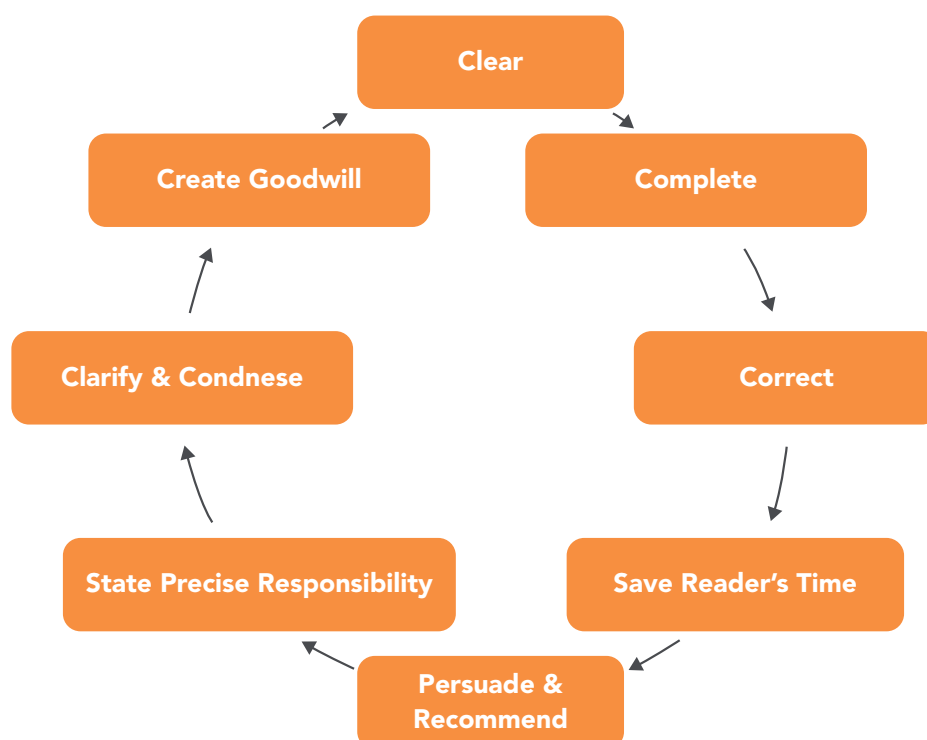 Clear
Complete
Correct
Save Reader‘s Time
Persuade &
Recommend
State Precise Responsibility
Clarify & Condnese
Create Goodwill